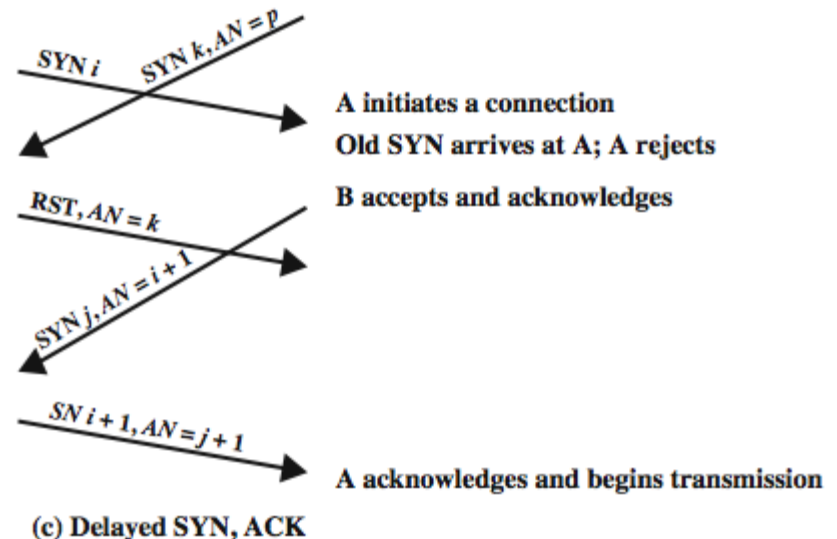 SYN i
SYN k, AN = p
A initiates a connection
Old SYN arrives at A; A rejects
RST, AN = k
B accepts and acknowledges
SYN j, AN = i + 1
SN i + 1, AN = j + 1
A acknowledges and begins transmission
(c) Delayed SYN, ACK